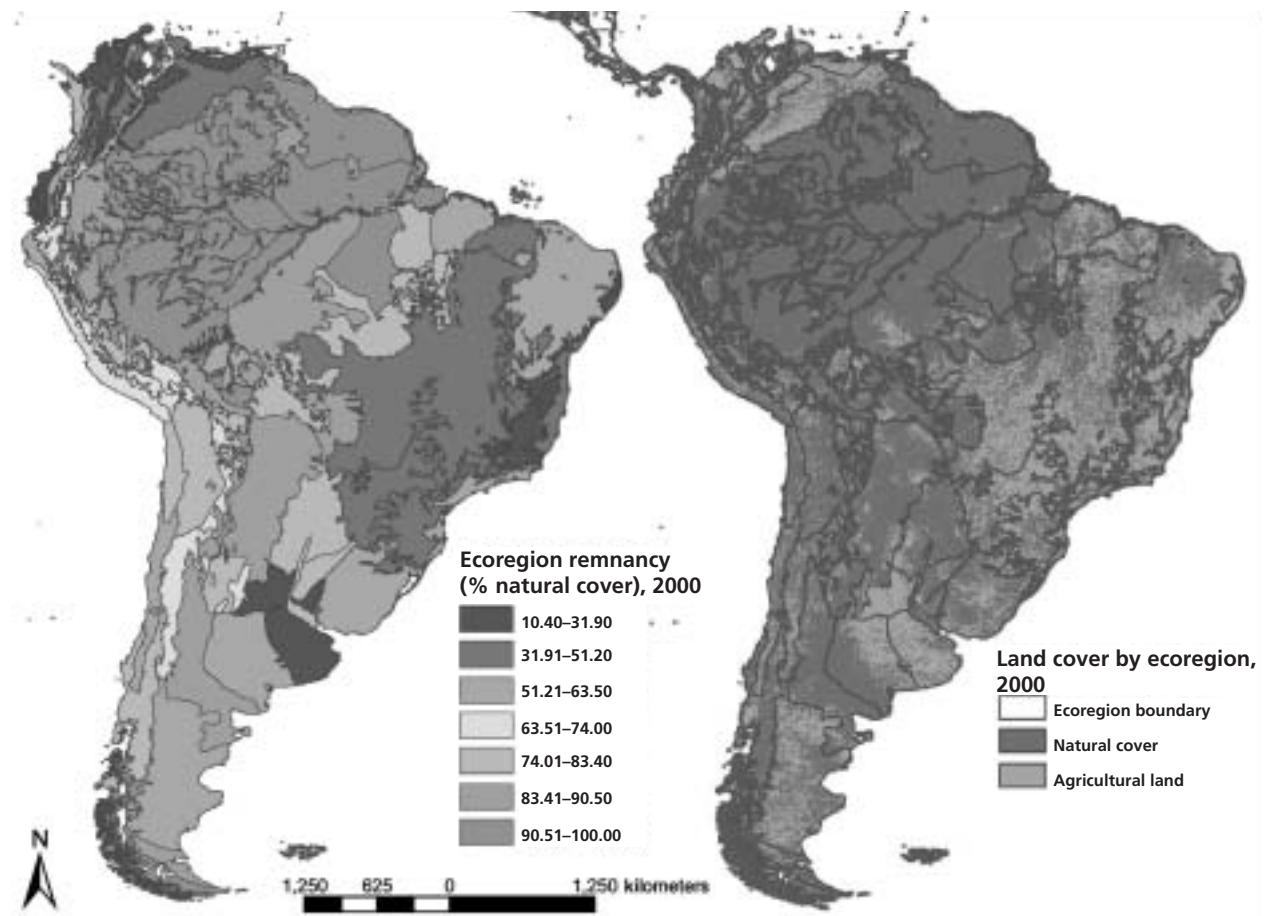 Ecoregion remnancy
(% natural cover), 2000
10.40–31.90
31.91–51.20
51.21–63.50
63.51–74.00
74.01–83.40
83.41–90.50
90.51–100.00
Land cover by ecoregion,
2000
Ecoregion boundary
Natural cover
Agricultural land
N
1,250 625 0 1,250 kilometers